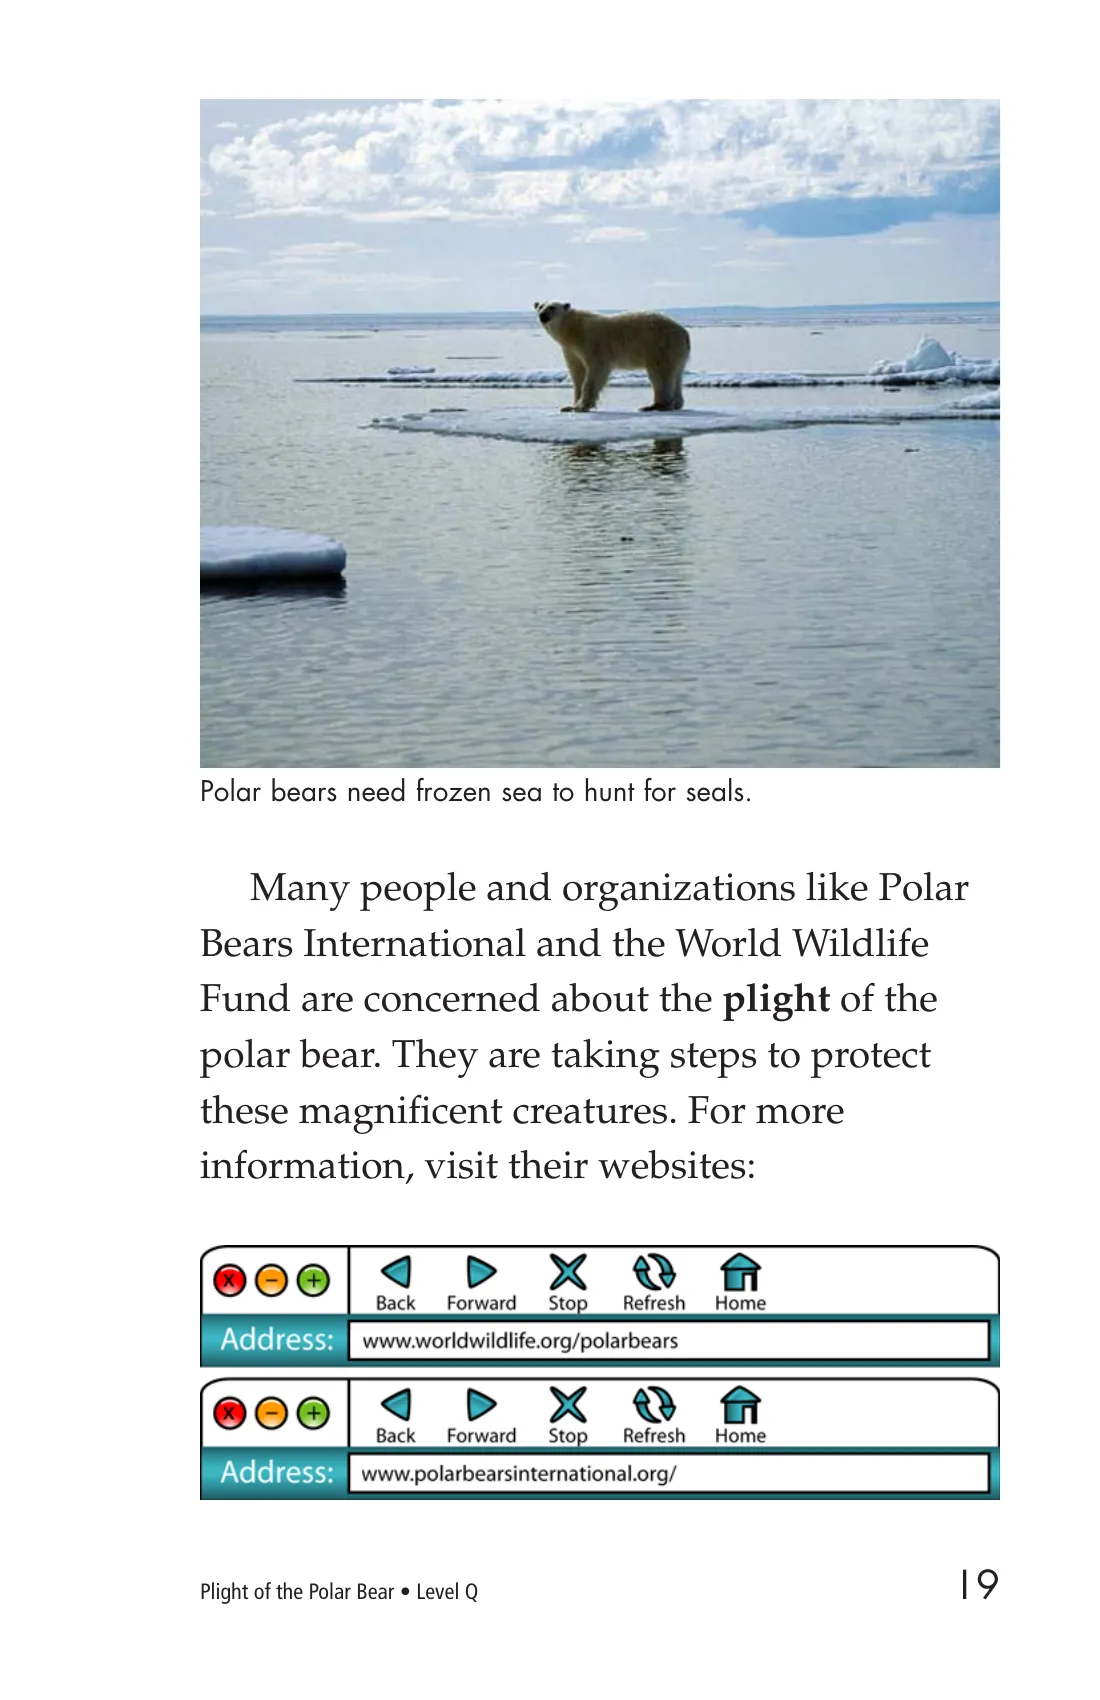 Polar bears need frozen sea to hunt for seals.
Many people and organizations like Polar
Bears International and the World Wildlife
Fund are concerned about the plight of the
polar bear. They are taking steps to protect
these magnificent creatures. For more
information, visit their websites:
x − +
Back Forward Stop Refresh Home
Address: www.worldwildlife.org/polarbears
x − +
Back Forward Stop Refresh Home
Address: www.polarbearsinternational.org/
Plight of the Polar Bear • Level Q 19